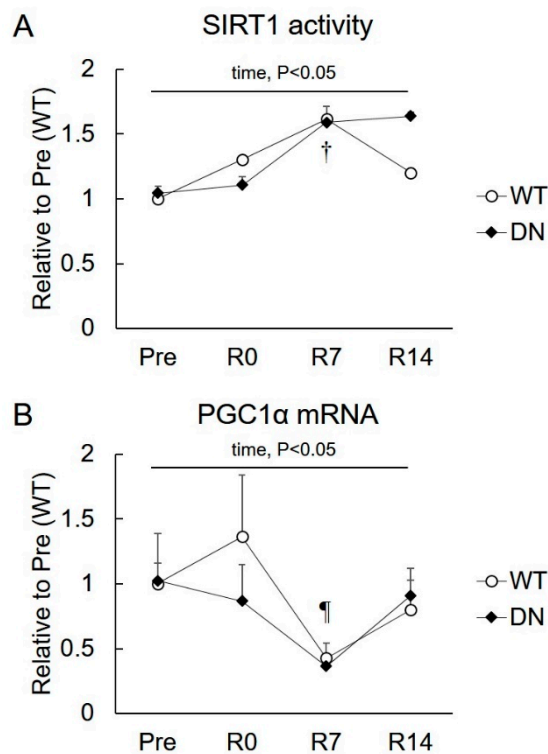 A
SIRT1 activity
Relative to Pre (WT)
2
1.5
1
0.5
0
time, P<0.05
†
WT
DN
Pre R0 R7 R14
B
PGC1α mRNA
Relative to Pre (WT)
2
1.5
1
0.5
0
time, P<0.05
¶
WT
DN
Pre R0 R7 R14